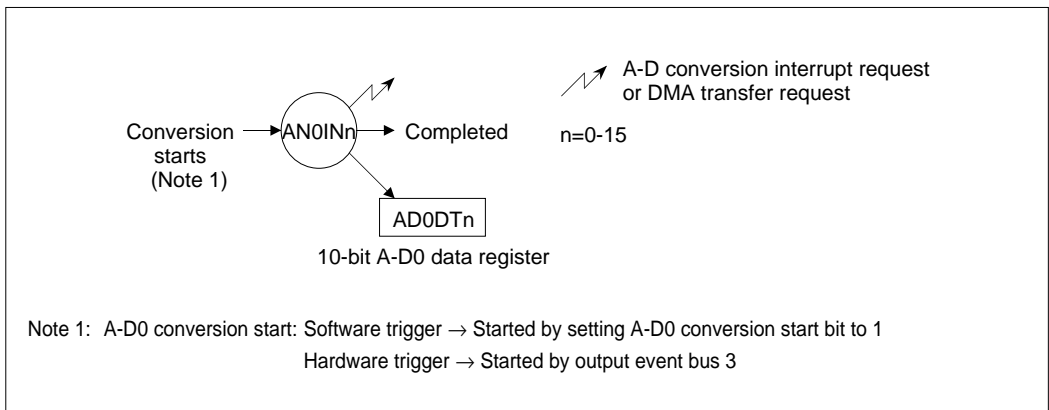 A-D conversion interrupt request
or DMA transfer request
Conversion
starts
(Note 1)
AN0INn
Completed
n=0-15
AD0DTn
10-bit A-D0 data register
Note 1: A-D0 conversion start: Software trigger → Started by setting A-D0 conversion start bit to 1
Hardware trigger → Started by output event bus 3